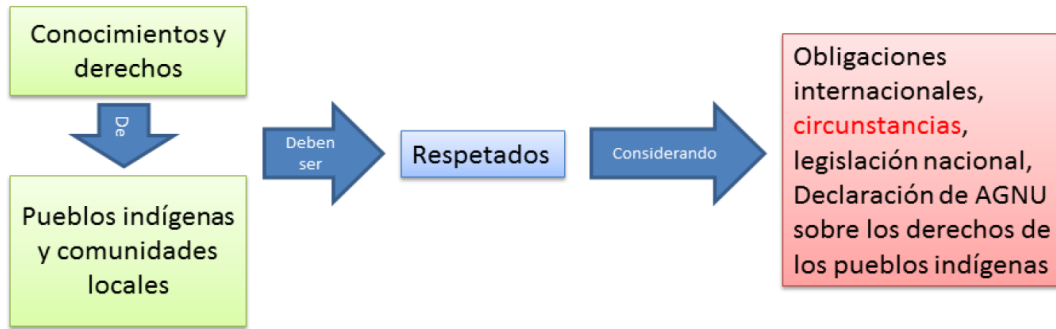 Conocimientos y
derechos
De
Pueblos indígenas
y comunidades
locales
Deben
ser
Respetados
Considerando
Obligaciones
internacionales,
circunstancias,
legislación nacional,
Declaración de AGNU
sobre los derechos de
los pueblos indígenas